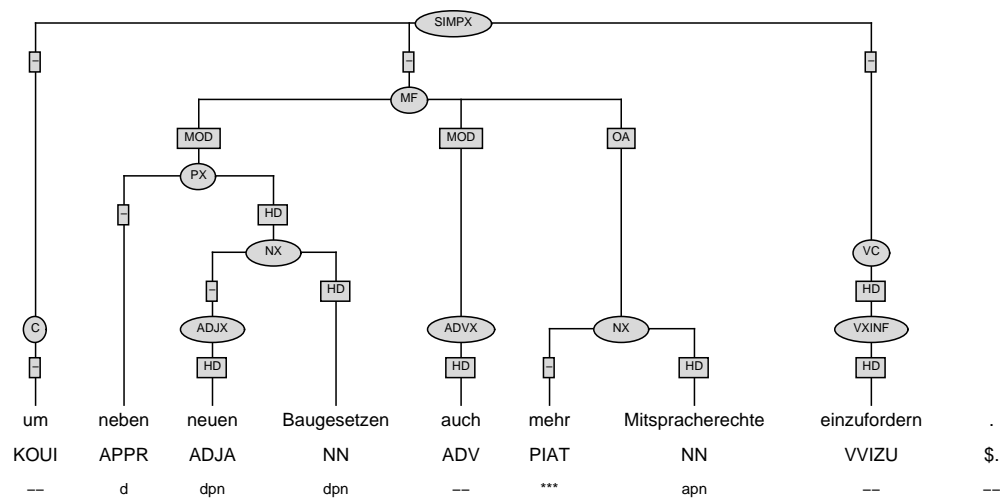 SIMPX
– – –
MF
MOD MOD OA
PX
– HD
NX VC
– HD HD
C ADJX ADVX NX VXINF
– HD HD – HD HD
um neben neuen Baugesetzen auch mehr Mitspracherechte einzufordern .
KOUI APPR ADJA NN ADV PIAT NN VVIZU $.
–– d dpn dpn –– *** apn –– ––